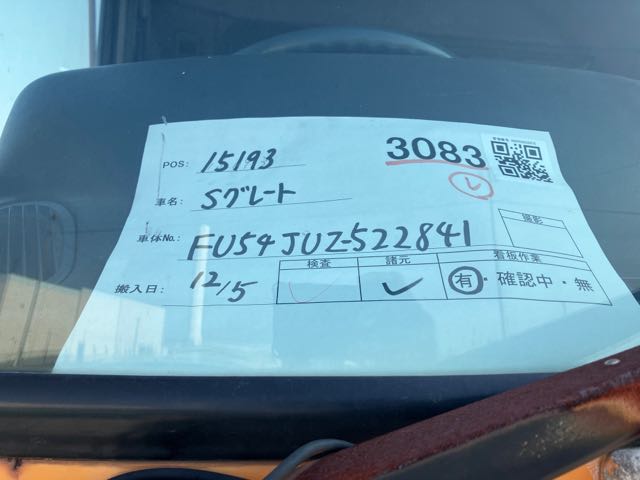 POS: 15193
3083
車名: Sグレート
レ
車体No.: FU54JUZ-522841
撮影
搬入日: 12/5
検査
諸元
看板作業
有・確認中・無